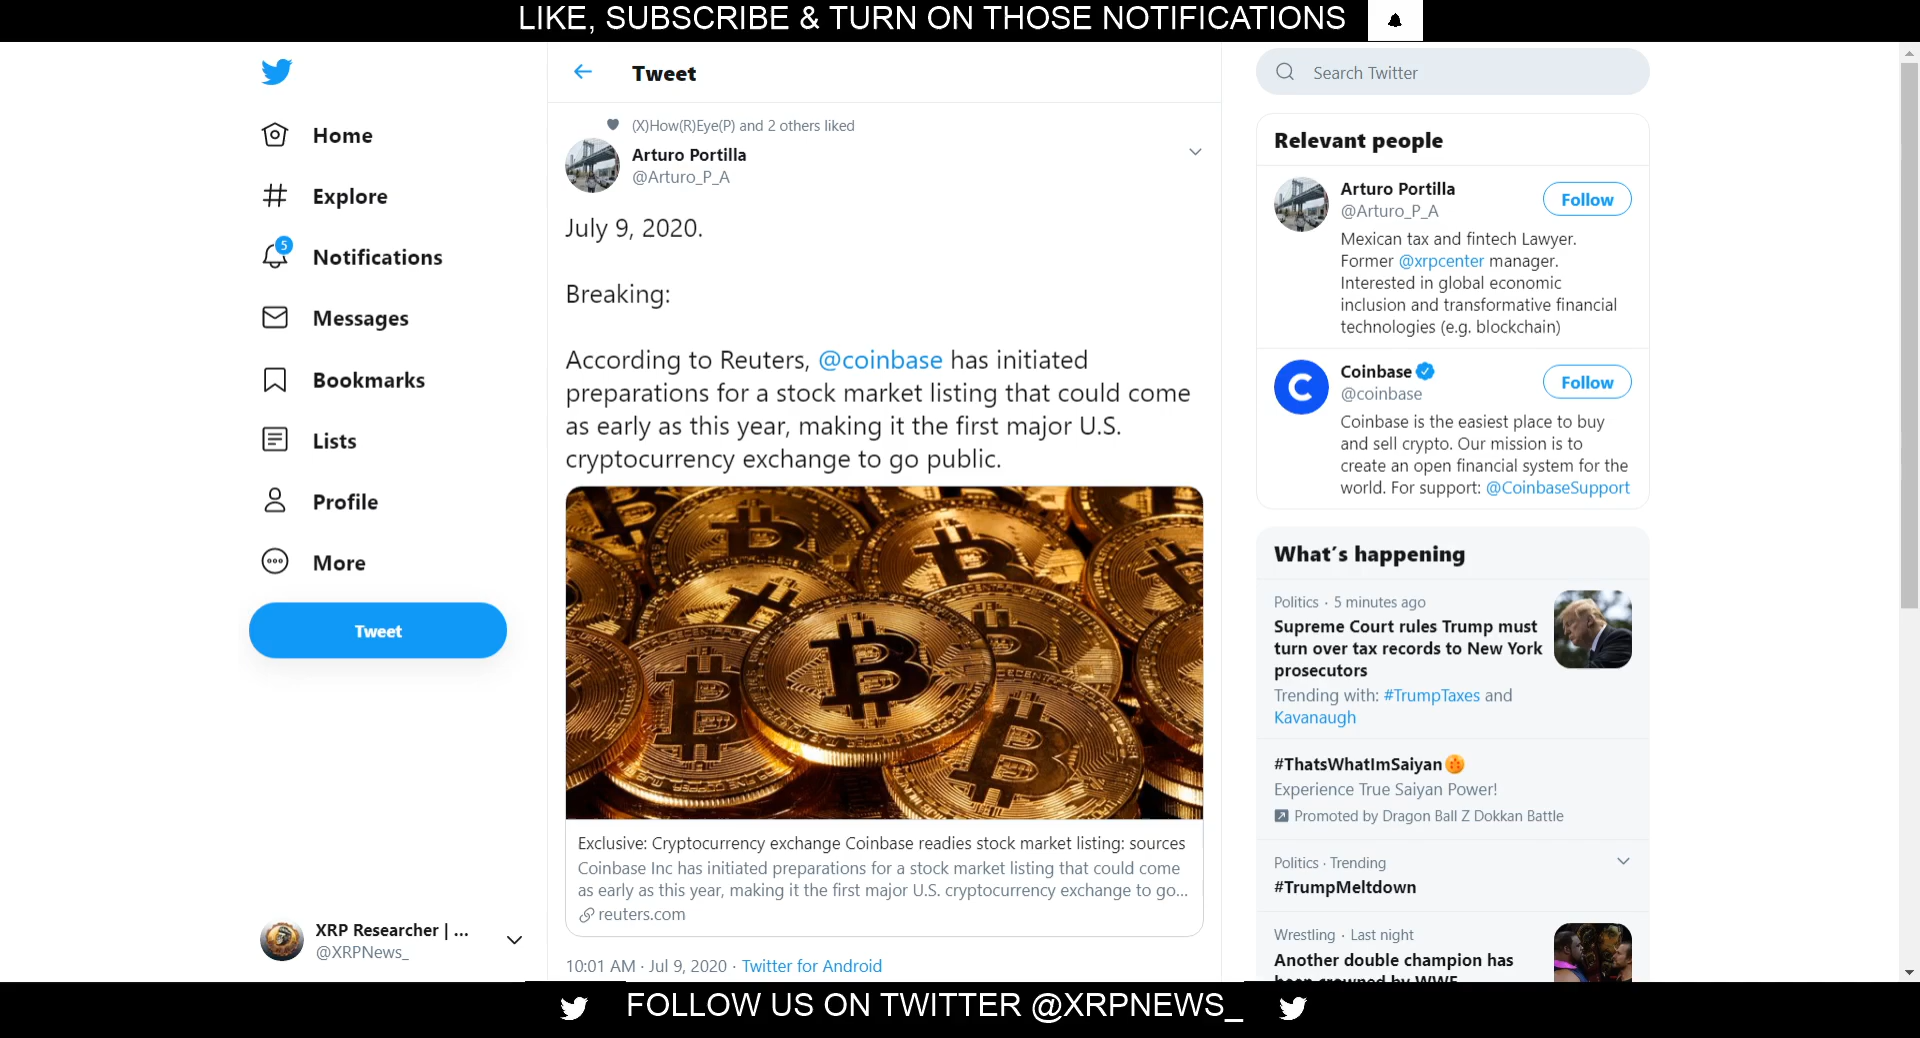 LIKE, SUBSCRIBE & TURN ON THOSE NOTIFICATIONS
Home
Explore
5
Notifications
Messages
Bookmarks
Lists
Profile
More
Tweet
XRP Researcher | ...
@XRPNews_
Tweet
(X)How(R)Eye(P) and 2 others liked
Arturo Portilla
@Arturo_P_A
July 9, 2020.
Breaking:
According to Reuters, @coinbase has initiated
preparations for a stock market listing that could come
as early as this year, making it the first major U.S.
cryptocurrency exchange to go public.
Exclusive: Cryptocurrency exchange Coinbase readies stock market listing: sources
Coinbase Inc has initiated preparations for a stock market listing that could come
as early as this year, making it the first major U.S. cryptocurrency exchange to go...
reuters.com
10:01 AM · Jul 9, 2020 · Twitter for Android
Search Twitter
Relevant people
Arturo Portilla
@Arturo_P_A
Follow
Mexican tax and fintech Lawyer.
Former @xrpcenter manager.
Interested in global economic
inclusion and transformative financial
technologies (e.g. blockchain)
Coinbase
@coinbase
Follow
Coinbase is the easiest place to buy
and sell crypto. Our mission is to
create an open financial system for the
world. For support: @CoinbaseSupport
What's happening
Politics · 5 minutes ago
Supreme Court rules Trump must
turn over tax records to New York
prosecutors
Trending with: #TrumpTaxes and
Kavanaugh
#ThatsWhatImSaiyan
Experience True Saiyan Power!
Promoted by Dragon Ball Z Dokkan Battle
Politics · Trending
#TrumpMeltdown
Wrestling · Last night
Another double champion has
been crowned by WWE
FOLLOW US ON TWITTER @XRPNEWS_